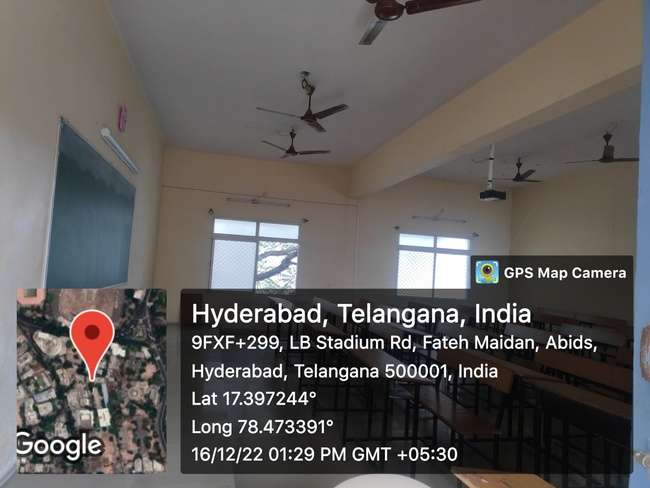 GPS Map Camera
Hyderabad, Telangana, India
9FXF+299, LB Stadium Rd, Fateh Maidan, Abids,
Hyderabad, Telangana 500001, India
Lat 17.397244°
Long 78.473391°
16/12/22 01:29 PM GMT +05:30
Google